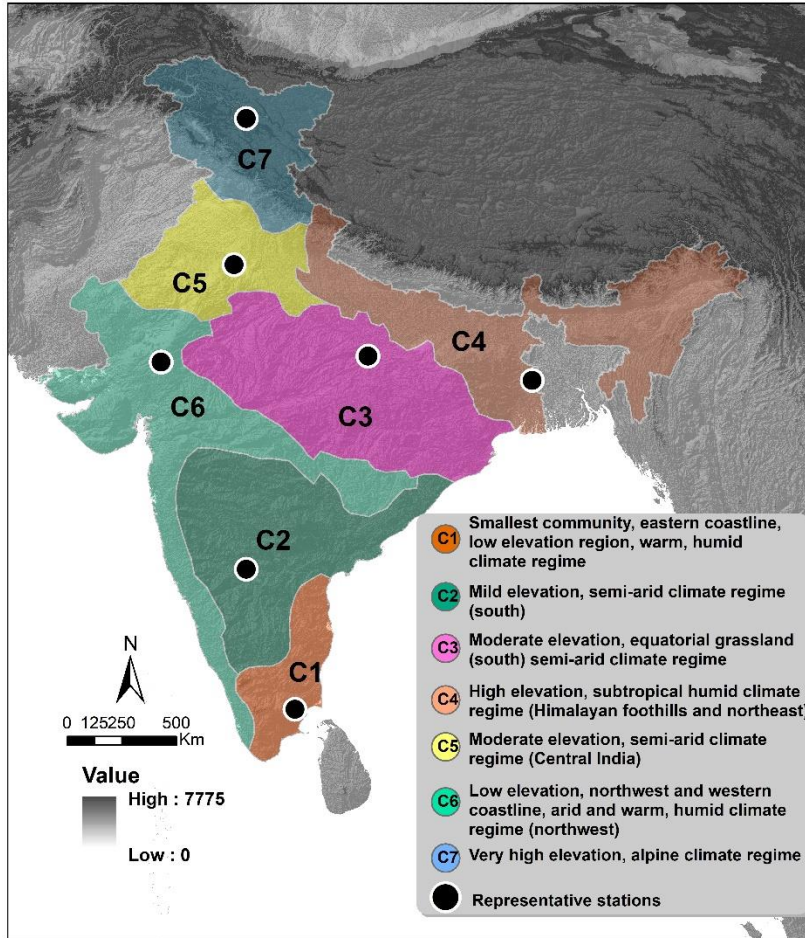 C7
C5
C4
C6
C3
C2
C1
N
0 125250 500
Km
Value
High : 7775
Low : 0
C1 Smallest community, eastern coastline,
low elevation region, warm, humid
climate regime
C2 Mild elevation, semi-arid climate regime
(south)
C3 Moderate elevation, equatorial grassland
(south) semi-arid climate regime
C4 High elevation, subtropical humid climate
regime (Himalayan foothills and northeast)
C5 Moderate elevation, semi-arid climate
regime (Central India)
C6 Low elevation, northwest and western
coastline, arid and warm, humid climate
regime (northwest)
C7 Very high elevation, alpine climate regime
Representative stations